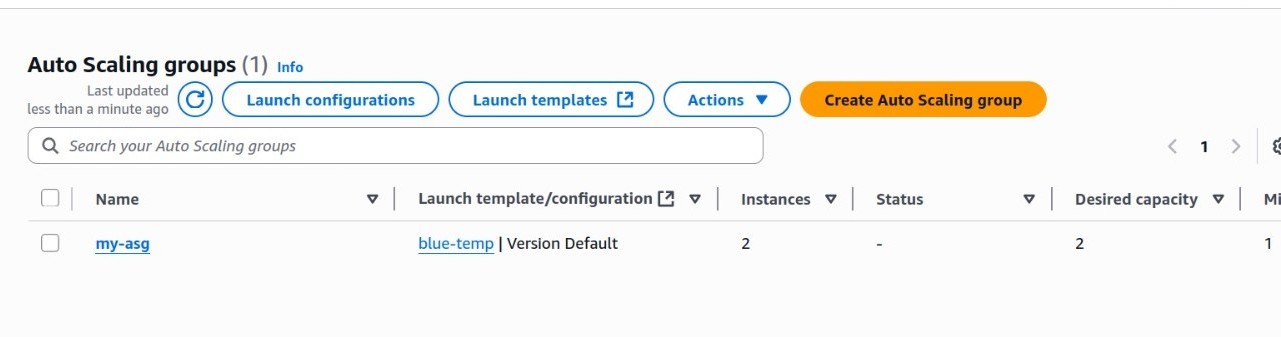 Auto Scaling groups (1) Info
Last updated
less than a minute ago
Launch configurations Launch templates Actions Create Auto Scaling group
Search your Auto Scaling groups
1
Name Launch template/configuration Instances Status Desired capacity Mi
my-asg blue-temp | Version Default 2 - 2 1